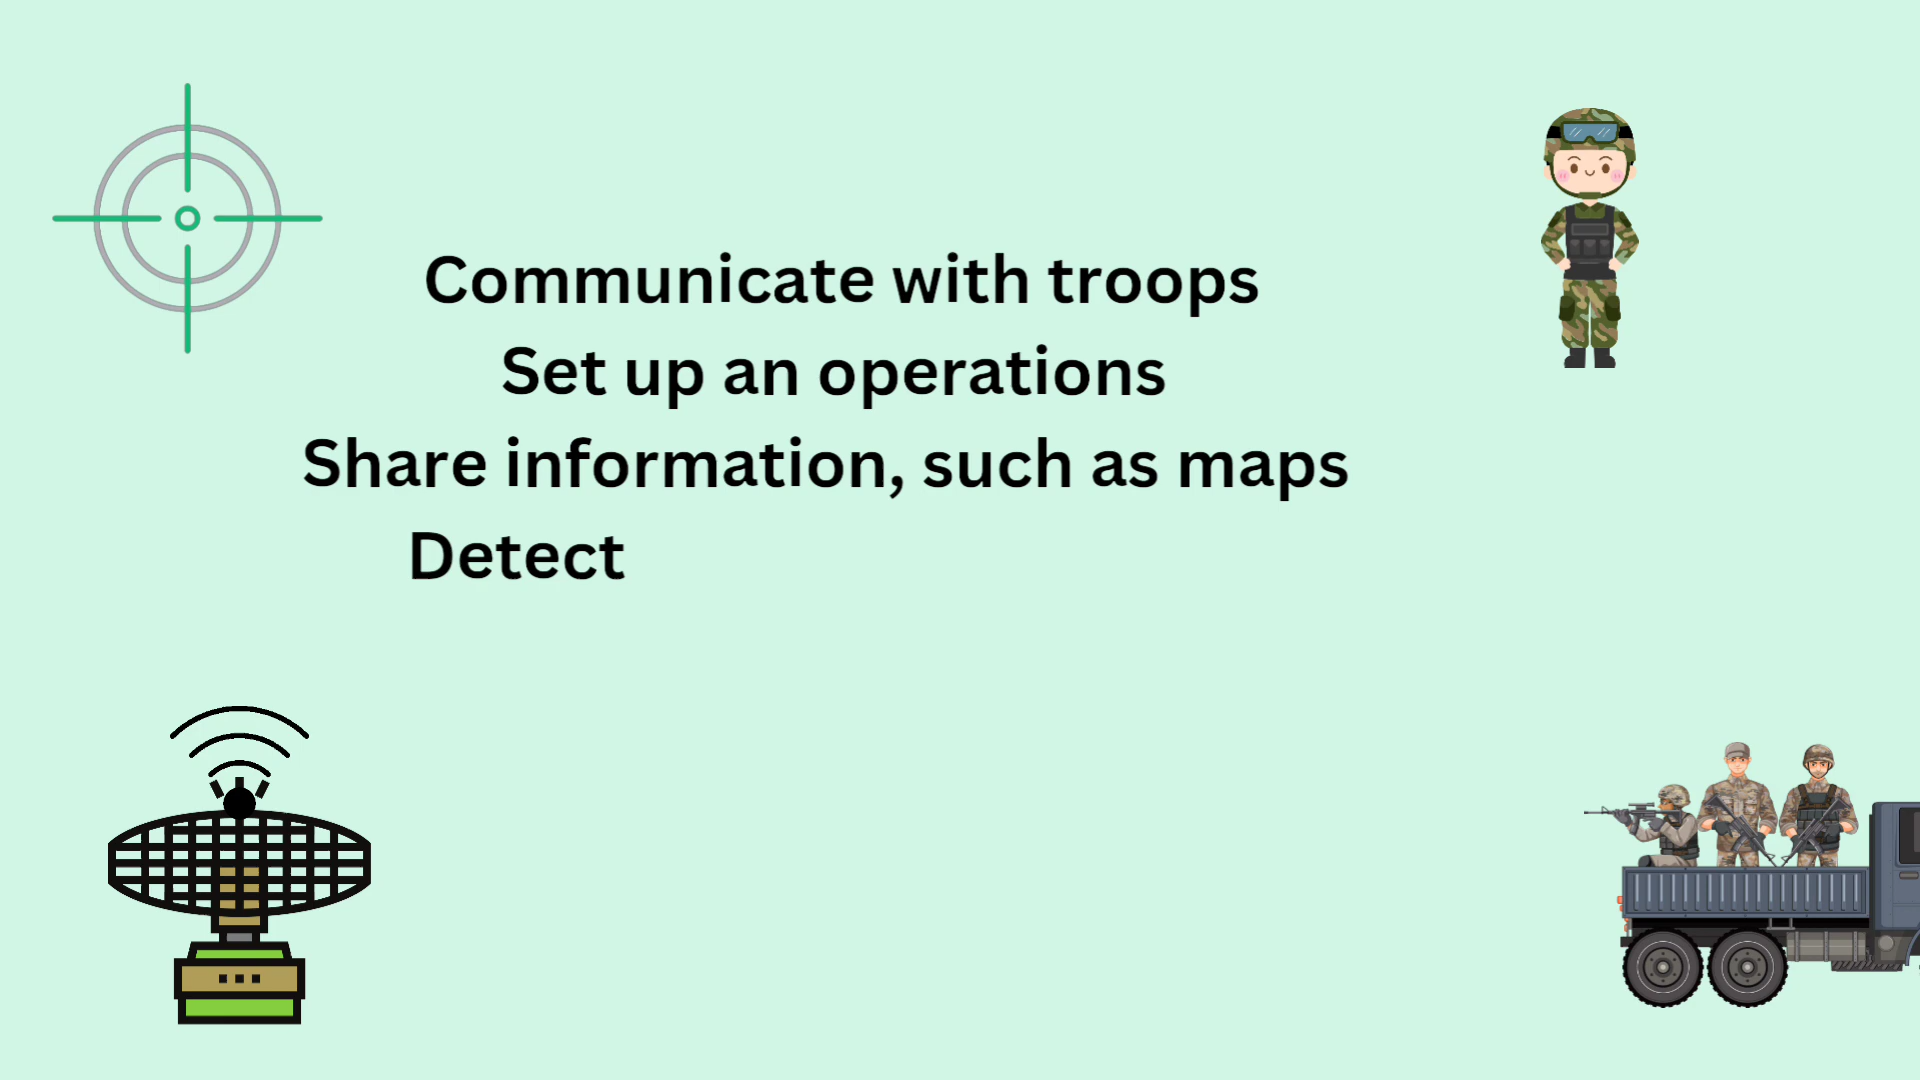 Communicate with troops
Set up an operations
Share information, such as maps
Detect